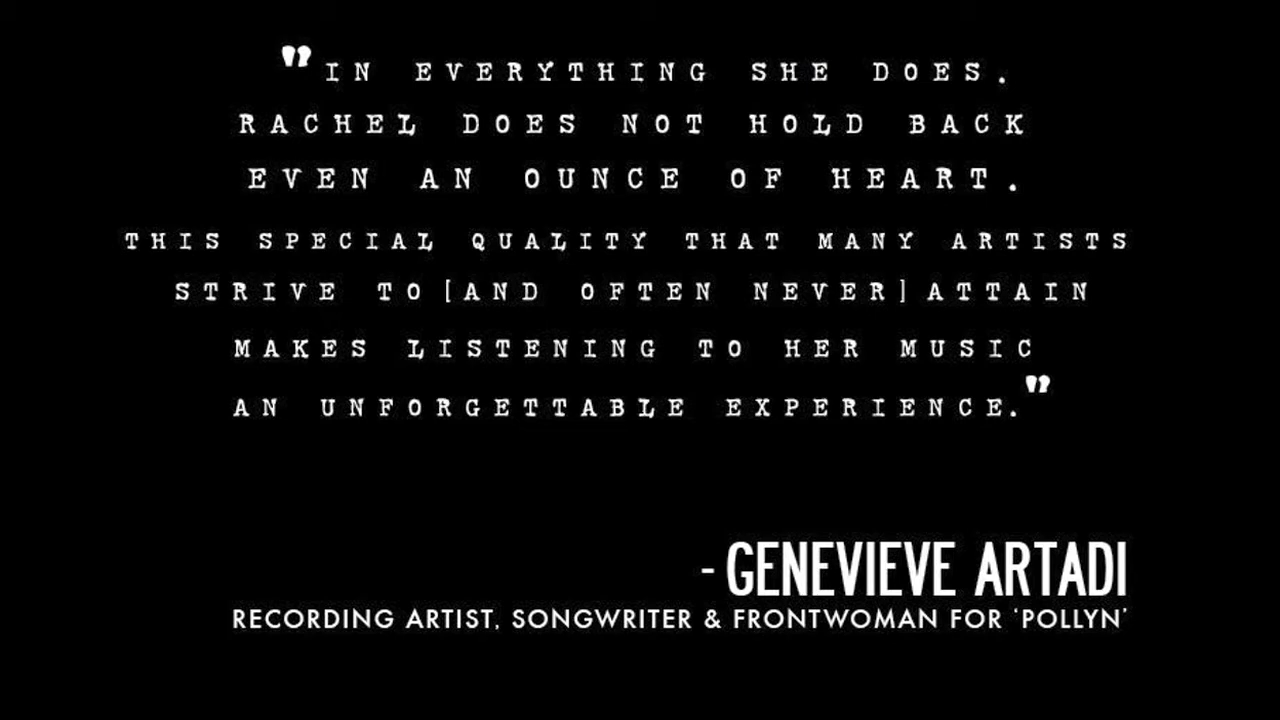 "IN EVERYTHING SHE DOES.
RACHEL DOES NOT HOLD BACK
EVEN AN OUNCE OF HEART.
THIS SPECIAL QUALITY THAT MANY ARTISTS
STRIVE TO[AND OFTEN NEVER]ATTAIN
MAKES LISTENING TO HER MUSIC
AN UNFORGETTABLE EXPERIENCE."
- GENEVIEVE ARTADI
RECORDING ARTIST, SONGWRITER & FRONTWOMAN FOR ‘POLLYN’